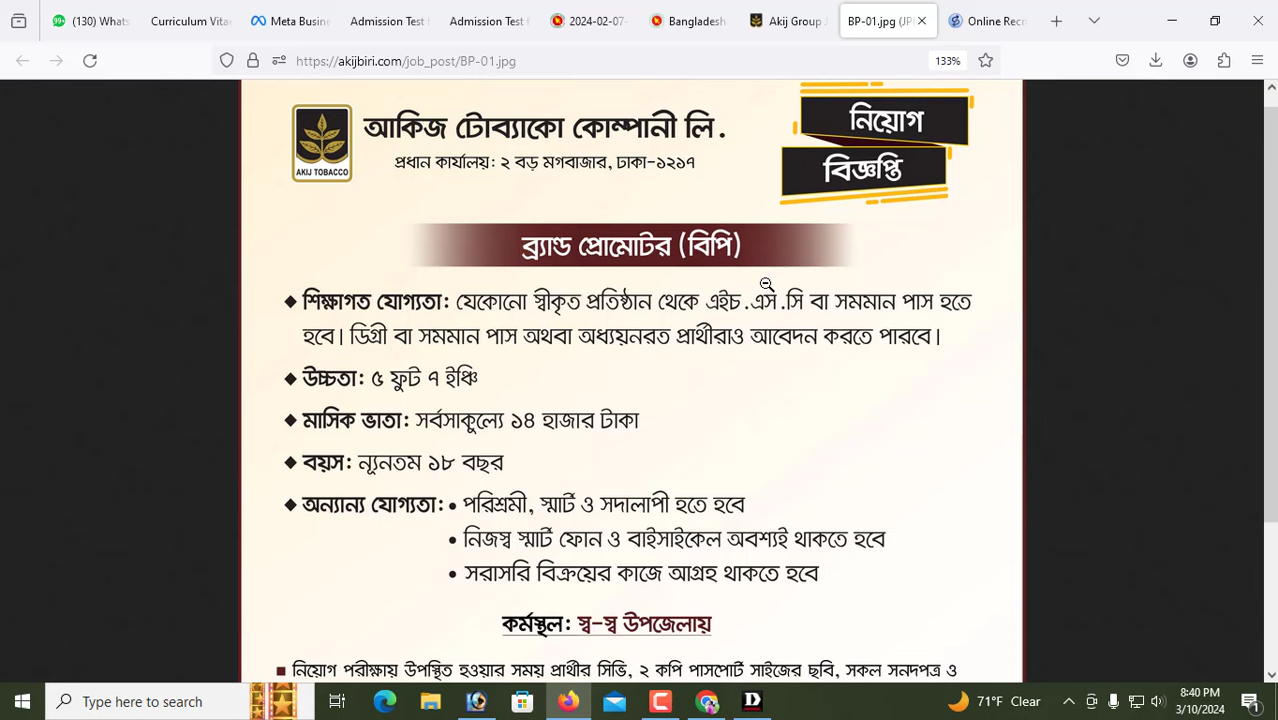 (130) Whats
Curriculum Vita
Meta Busine
Admission Test
Admission Test
2024-02-07-
Bangladesh
Akij Group J
BP-01.jpg (JP
Online Recr
https://akijbiri.com/job_post/BP-01.jpg
133%
AKIJ TOBACCO
আকিজ টোব্যাকো কোম্পানী লি.
প্রধান কার্যালয়: ২ বড় মগবাজার, ঢাকা-১২১৭
নিয়োগ
বিজ্ঞপ্তি
ব্র্যান্ড প্রোমোটর (বিপি)
শিক্ষাগত যোগ্যতা: যেকোনো স্বীকৃত প্রতিষ্ঠান থেকে এইচ.এস.সি বা সমমান পাস হতে
হবে। ডিগ্রী বা সমমান পাস অথবা অধ্যয়নরত প্রার্থীরাও আবেদন করতে পারবে।
উচ্চতা: ৫ ফুট ৭ ইঞ্চি
মাসিক ভাতা: সর্বসাকুল্যে ১৪ হাজার টাকা
বয়স: ন্যূনতম ১৮ বছর
অন্যান্য যোগ্যতা: • পরিশ্রমী, স্মার্ট ও সদালাপী হতে হবে
• নিজস্ব স্মার্ট ফোন ও বাইসাইকেল অবশ্যই থাকতে হবে
• সরাসরি বিক্রয়ের কাজে আগ্রহ থাকতে হবে
কর্মস্থল: স্ব-স্ব উপজেলায়
নিয়োগ পরীক্ষায় উপস্থিত হওয়ার সময় প্রার্থীর সিভি, ২ কপি পাসপোর্ট সাইজের ছবি, সকল সনদপত্র ও
Type here to search
71°F Clear
8:40 PM
3/10/2024